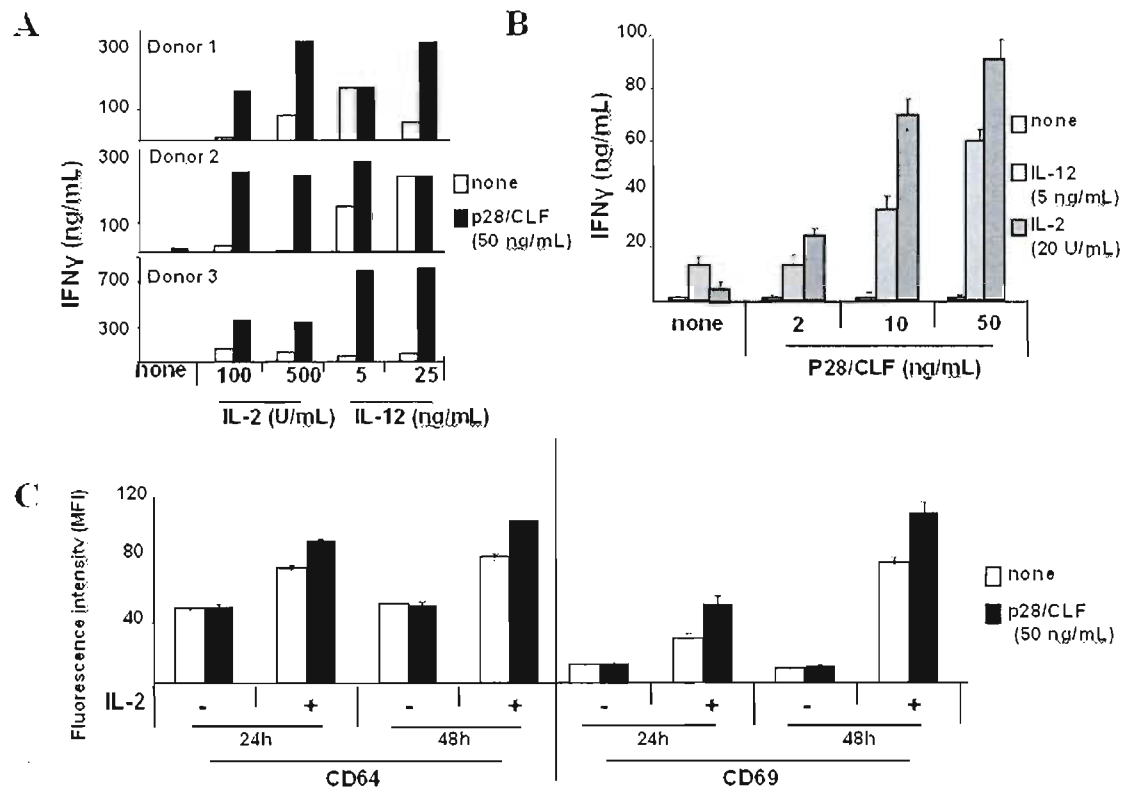 A
300
Donor 1
100
300
Donor 2
100
Donor 3
700
300
IFNγ (ng/mL)
none
p28/CLF
(50 ng/mL)
none
100
500
5
25
IL-2 (U/mL)
IL-12 (ng/mL)
B
100
80
60
40
20
IFNγ (ng/mL)
none
IL-12
(5 ng/mL)
IL-2
(20 U/mL)
none
2
10
50
P28/CLF (ng/mL)
C
Fluorescence intensity (MFI)
120
80
40
none
p28/CLF
(50 ng/mL)
IL-2
-
+
-
+
-
+
-
+
24h
48h
24h
48h
CD64
CD69